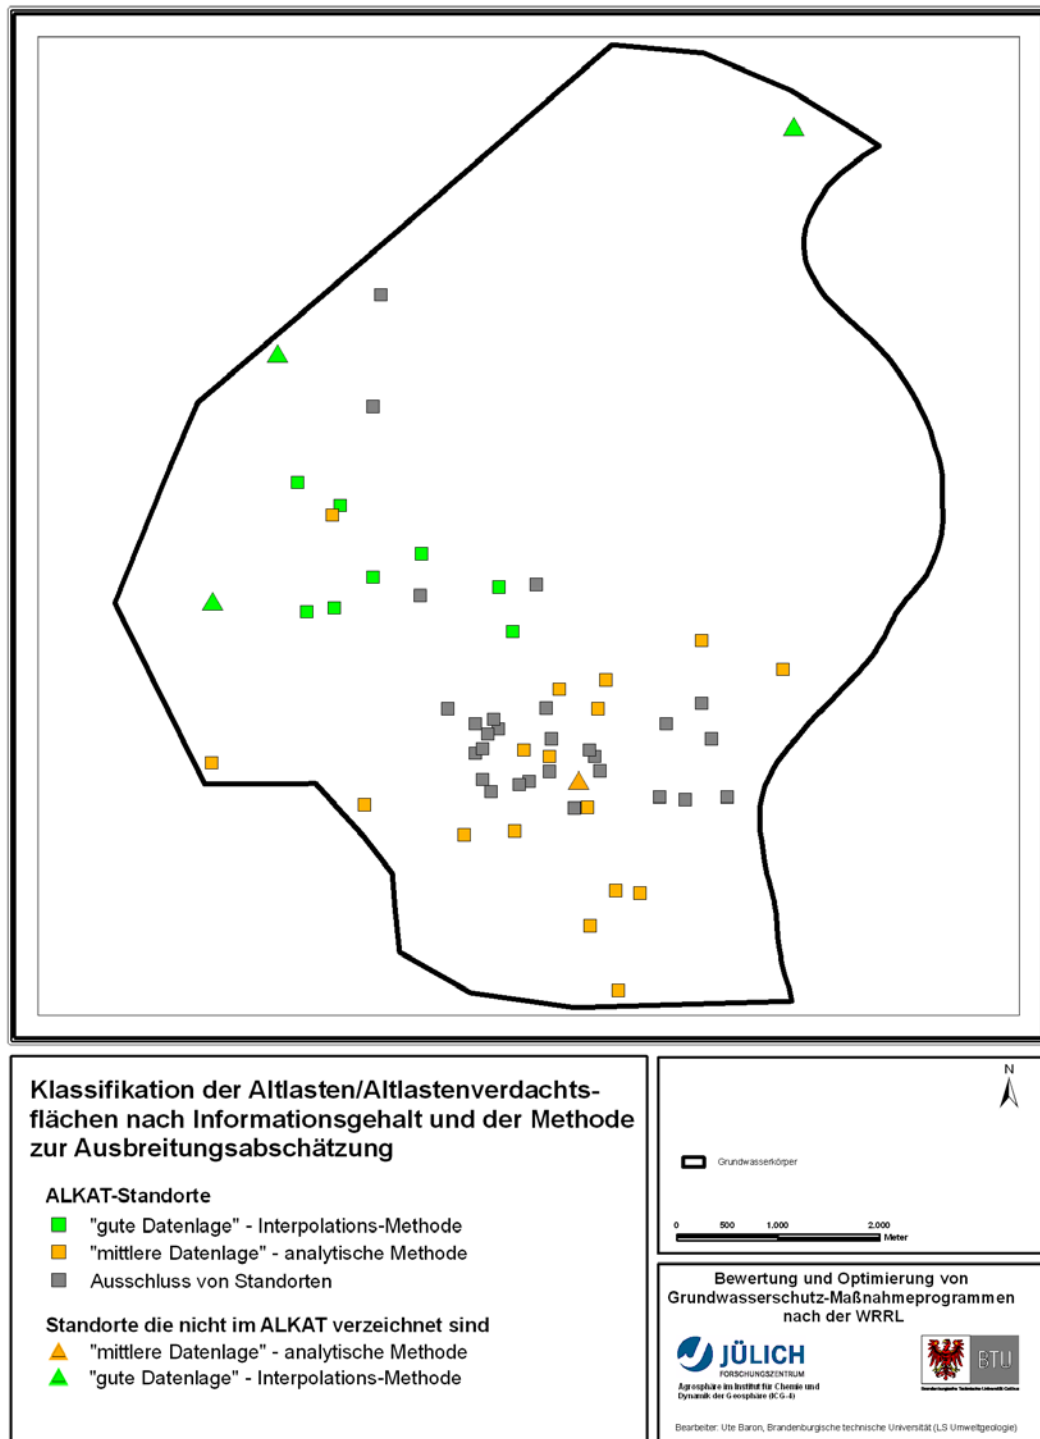 Klassifikation der Altlasten/Altlastenverdachts-
flächen nach Informationsgehalt und der Methode
zur Ausbreitungsabschätzung
ALKAT-Standorte
"gute Datenlage" - Interpolations-Methode
"mittlere Datenlage" - analytische Methode
Ausschluss von Standorten
Standorte die nicht im ALKAT verzeichnet sind
"mittlere Datenlage" - analytische Methode
"gute Datenlage" - Interpolations-Methode
N
Grundwasserkörper
0 500 1.000 2.000
Meter
Bewertung und Optimierung von
Grundwasserschutz-Maßnahmeprogrammen
nach der WRRL
JÜLICH
FORSCHUNGSZENTRUM
Agrosphäre im Institut für Chemie und
Dynamik der Geosphäre (ICG-4)
BTU
Brandenburgische Technische Universität Cottbus
Bearbeiter: Ute Baron, Brandenburgische technische Universität (LS Umweltgeologie)